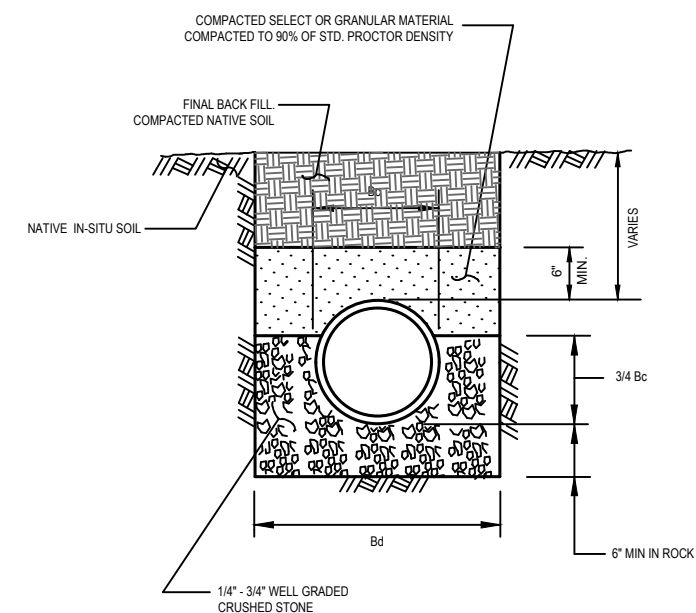 COMPACTED SELECT OR GRANULAR MATERIAL
COMPACTED TO 90% OF STD. PROCTOR DENSITY
FINAL BACK FILL.
COMPACTED NATIVE SOIL
Bc
NATIVE IN-SITU SOIL
VARIES
6"
MIN.
3/4 Bc
Bd
6" MIN IN ROCK
1/4" - 3/4" WELL GRADED
CRUSHED STONE